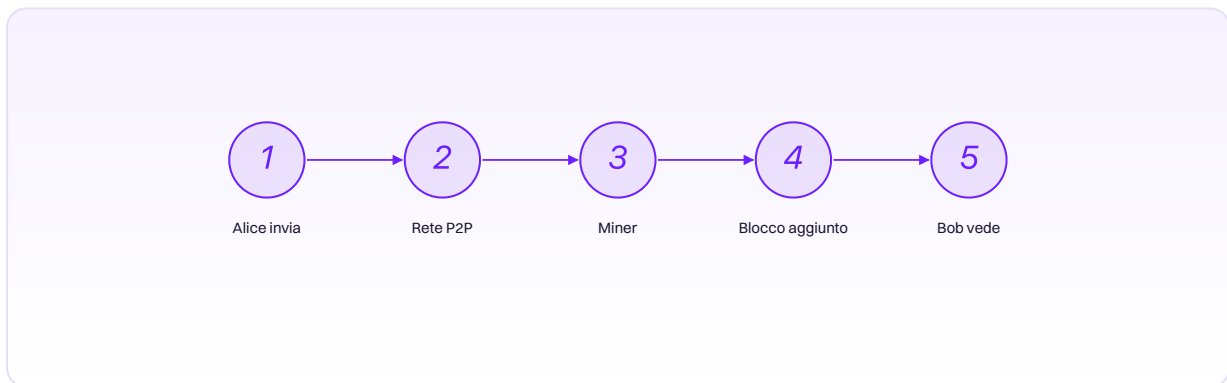 1
2
3
4
5
Alice invia
Rete P2P
Miner
Blocco aggiunto
Bob vede